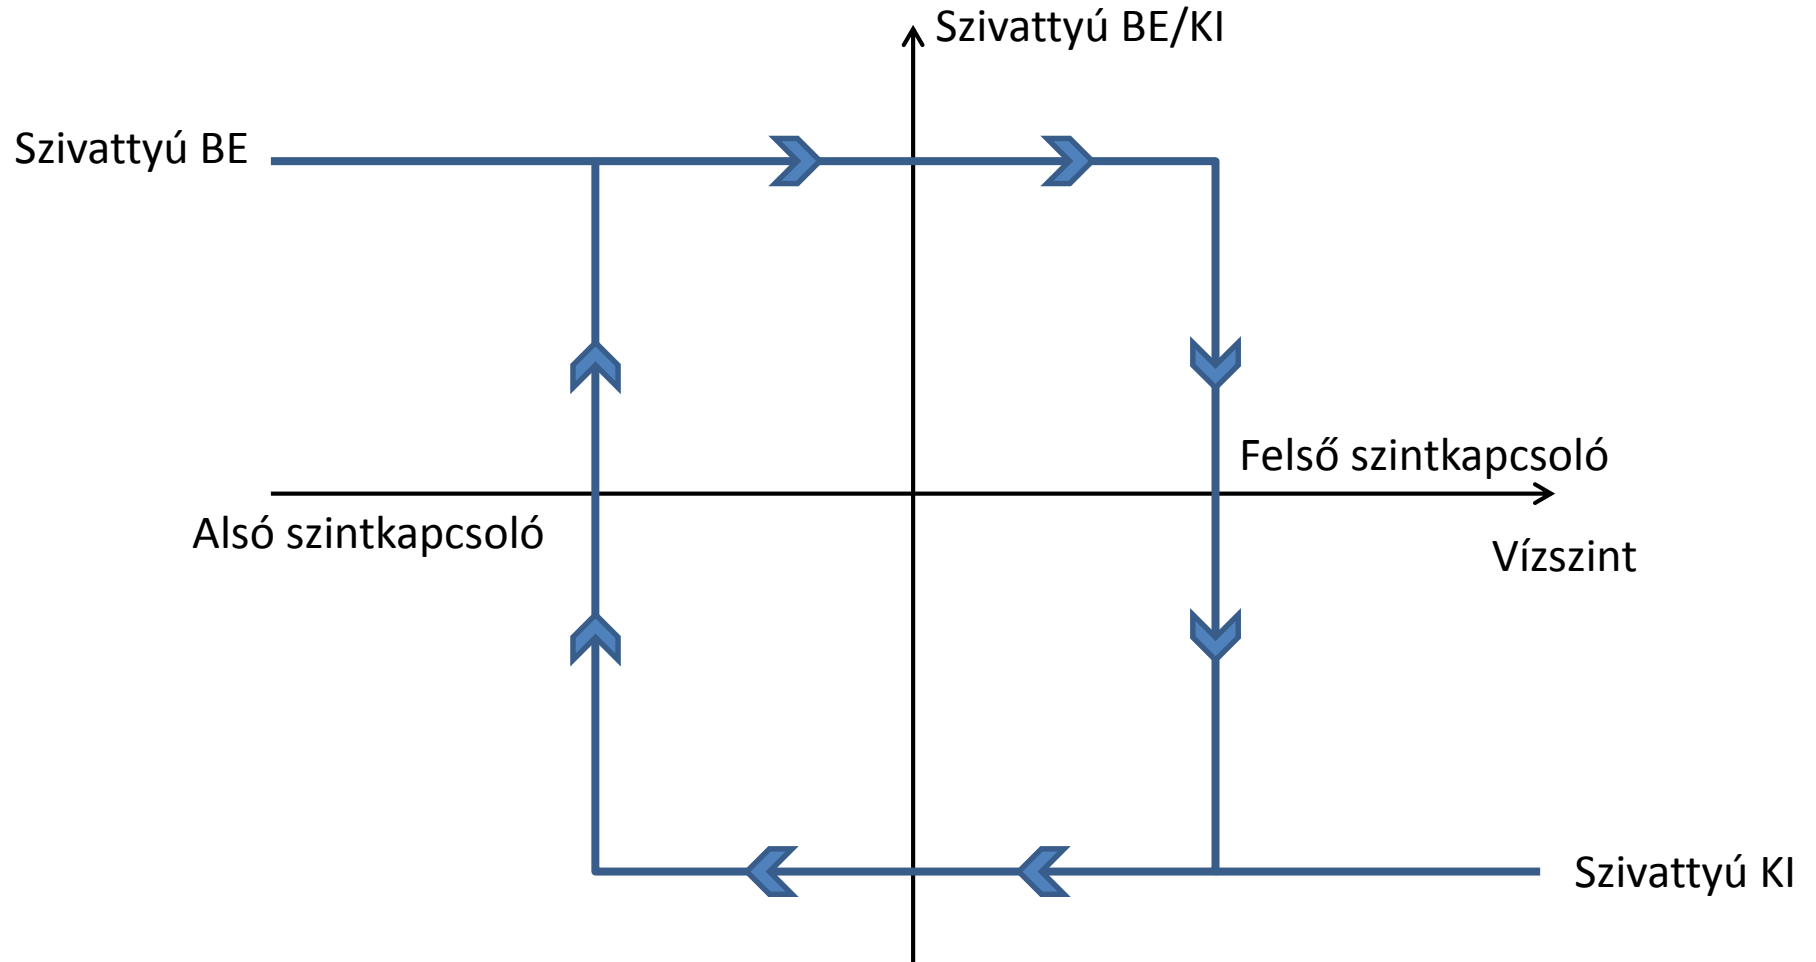 Szivattyú BE/KI
Szivattyú BE
Felső szintkapcsoló
Alsó szintkapcsoló
Vízszint
Szivattyú KI